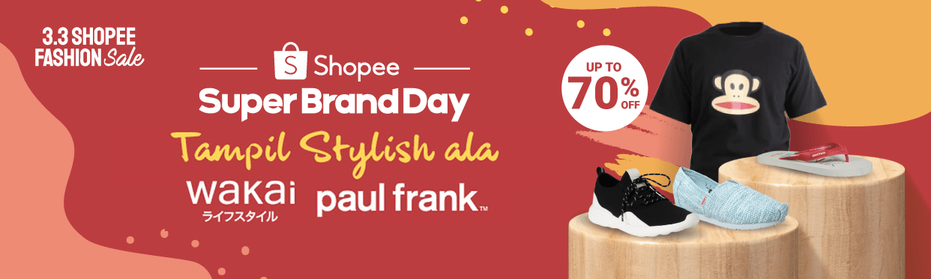 3.3 SHOPEE
FASHION Sale
S Shopee
Super Brand Day
Tampil Stylish ala
wakai
ライフスタイル
paul frank™
UP TO
70%
OFF